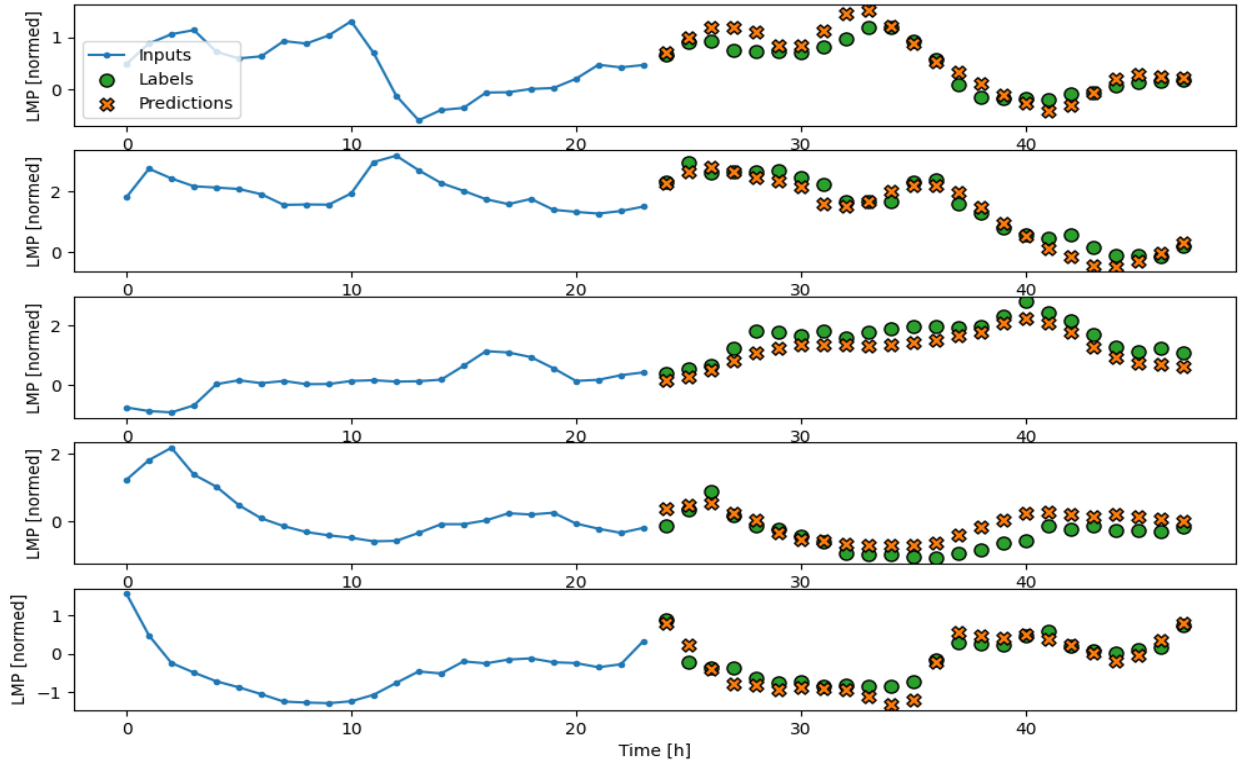 LMP [normed]
1
0
Inputs
Labels
Predictions
0 10 20 30 40
LMP [normed]
2
0
0 10 20 30 40
LMP [normed]
2
0
0 10 20 30 40
LMP [normed]
2
0
0 10 20 30 40
LMP [normed]
1
0
−1
0 10 20 30 40
Time [h]